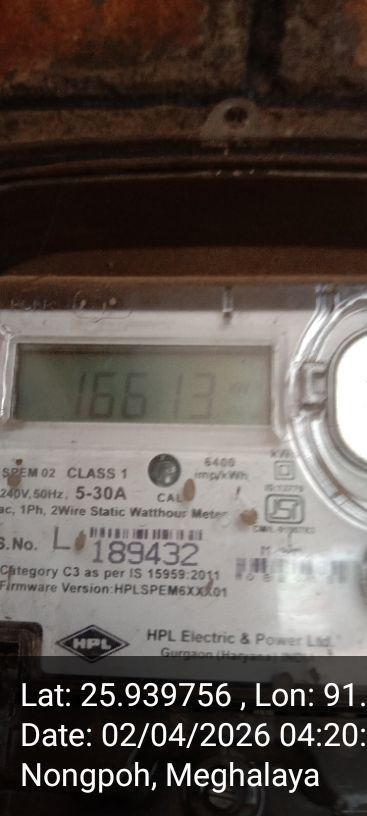 16613
SPEM 02 CLASS 1
6400
imp/kWh
240V,50Hz, 5-30A
CAL
ac, 1Ph, 2Wire Static Watthour Meter
S.No. L 189432
Category C3 as per IS 15959:2011
Firmware Version:HPLSPEM6XXX01
HPL
HPL Electric & Power Ltd.
Gurgaon (Haryana)
Lat: 25.939756 , Lon: 91.
Date: 02/04/2026 04:20:
Nongpoh, Meghalaya